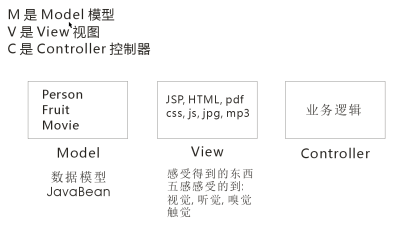 M 是 Model 模型
V 是 View 视图
C 是 Controller 控制器
Person
Fruit
Movie
Model
数据模型
JavaBean
JSP, HTML, pdf
css, js, jpg, mp3
View
感受得到的东西
五感感受的到:
视觉, 听觉, 嗅觉
触觉
业务逻辑
Controller